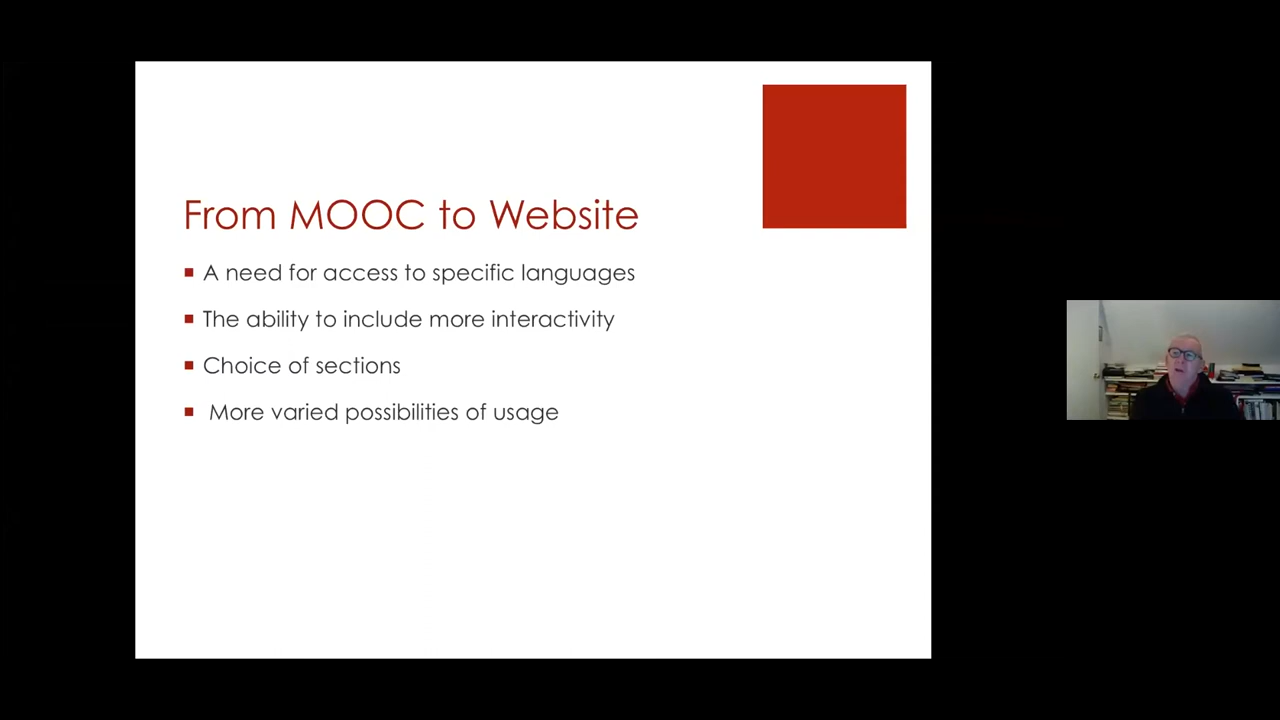 From MOOC to Website
A need for access to specific languages
The ability to include more interactivity
Choice of sections
More varied possibilities of usage